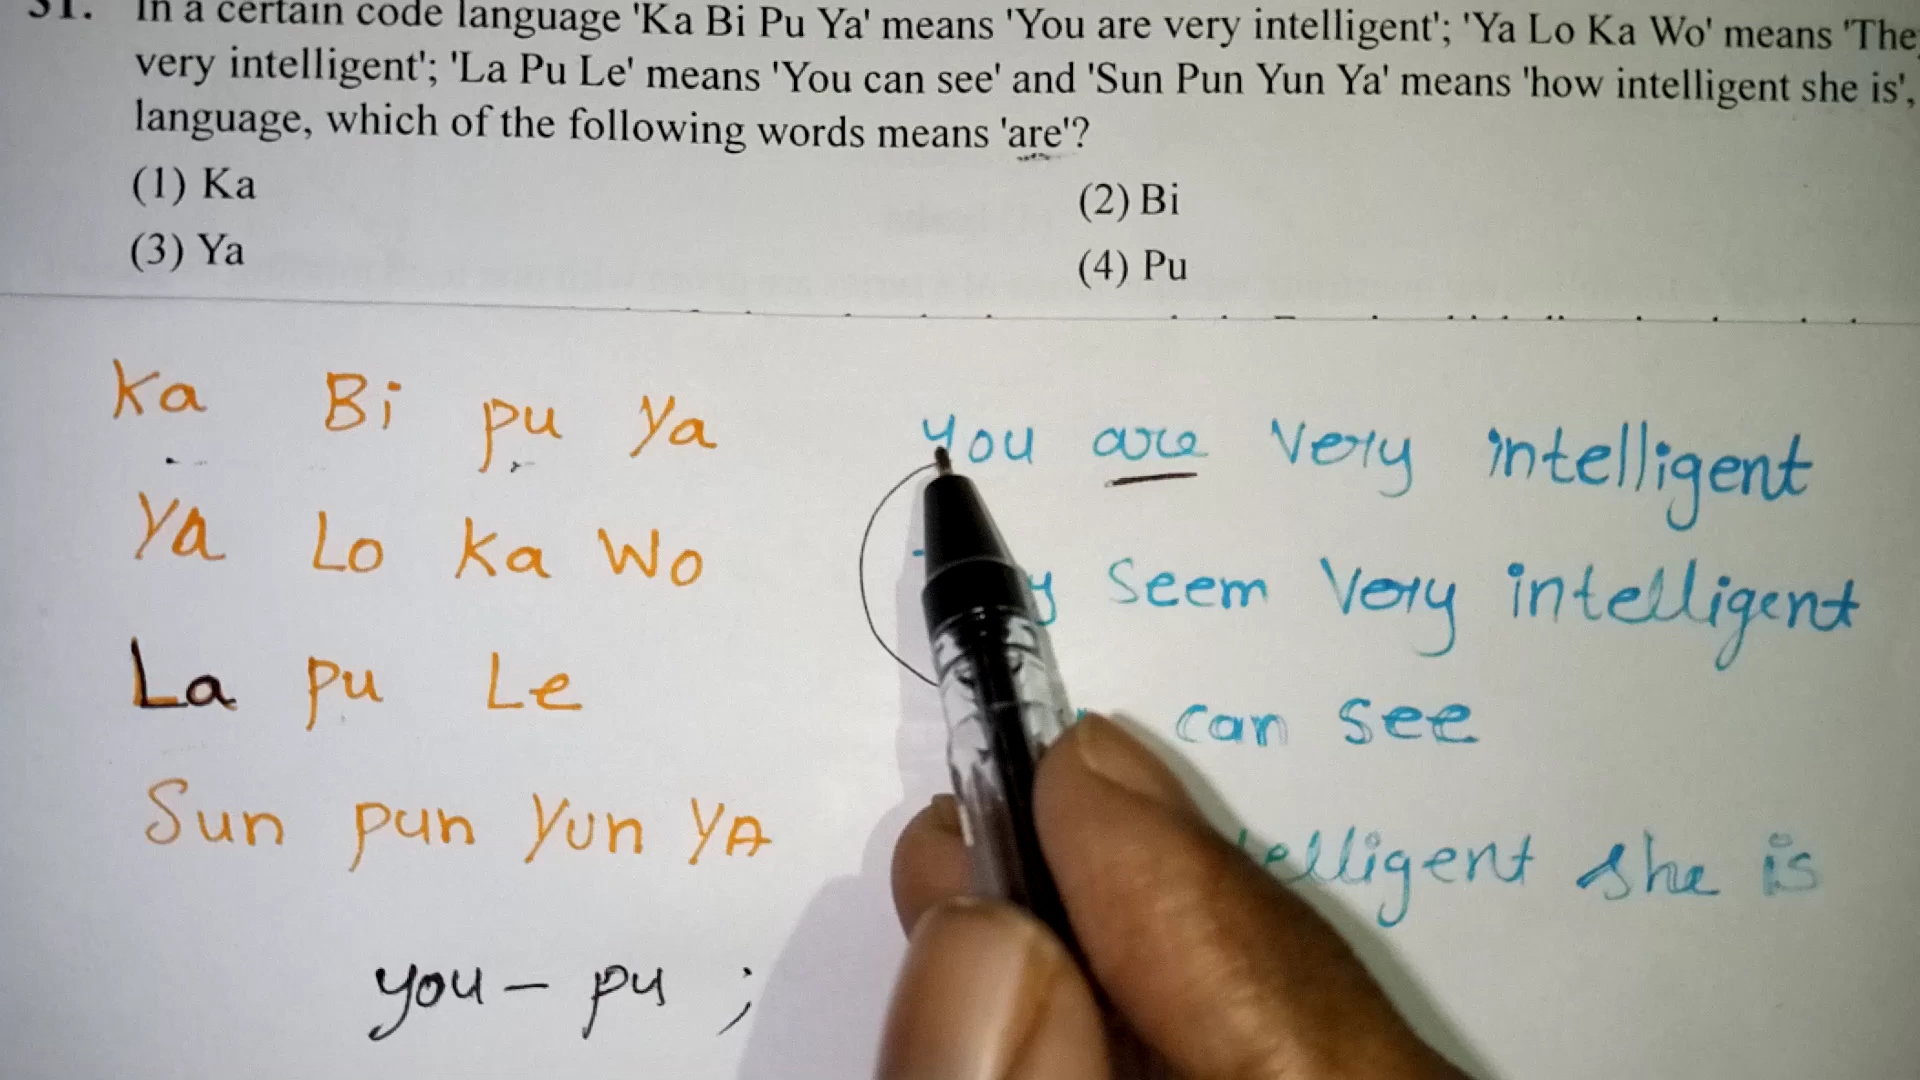 31. In a certain code language 'Ka Bi Pu Ya' means 'You are very intelligent'; 'Ya Lo Ka Wo' means 'The
very intelligent'; 'La Pu Le' means 'You can see' and 'Sun Pun Yun Ya' means 'how intelligent she is',
language, which of the following words means 'are'?
(1) Ka (2) Bi
(3) Ya (4) Pu
Ka Bi pu Ya you are very intelligent
Ya Lo Ka Wo seem very intelligent
La pu Le can see
Sun pun Yun YA she is
you - pu ;